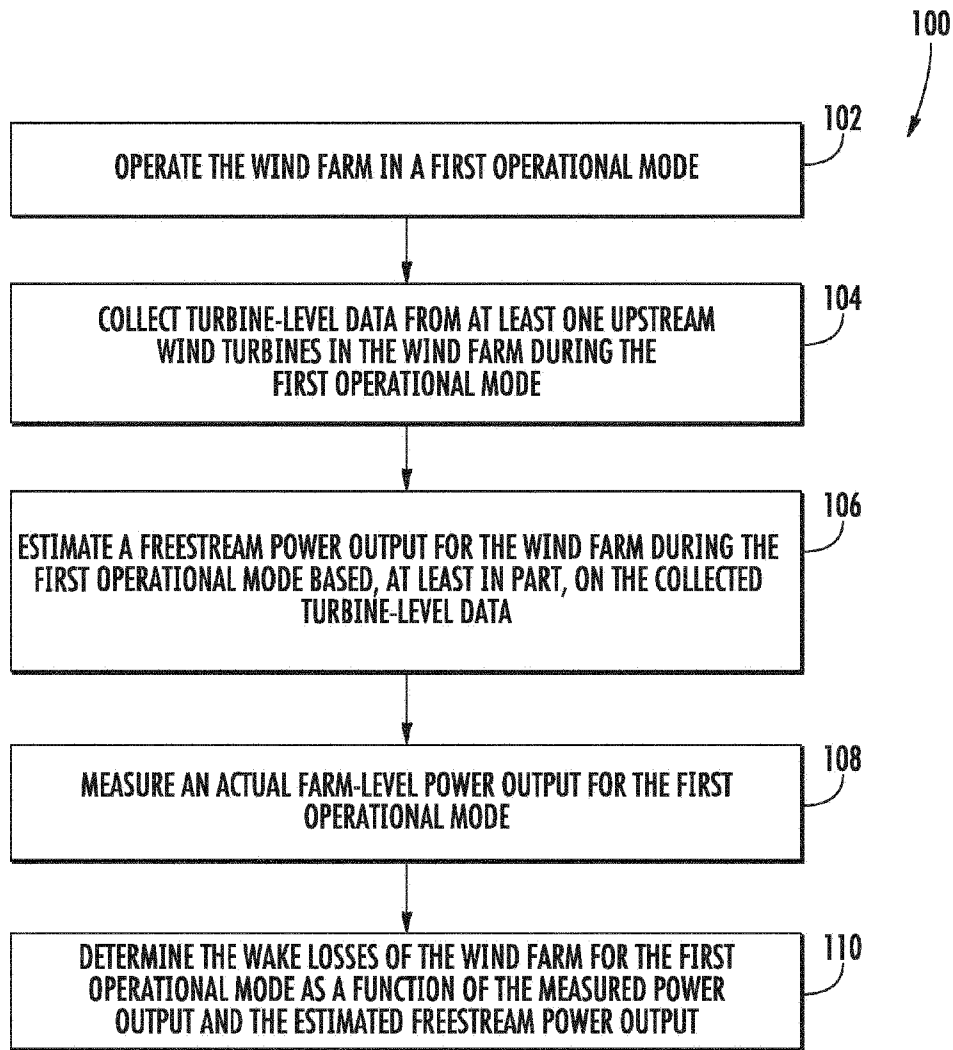 100
102
OPERATE THE WIND FARM IN A FIRST OPERATIONAL MODE
104
COLLECT TURBINE-LEVEL DATA FROM AT LEAST ONE UPSTREAM
WIND TURBINES IN THE WIND FARM DURING THE
FIRST OPERATIONAL MODE
106
ESTIMATE A FREESTREAM POWER OUTPUT FOR THE WIND FARM DURING THE
FIRST OPERATIONAL MODE BASED, AT LEAST IN PART, ON THE COLLECTED
TURBINE-LEVEL DATA
108
MEASURE AN ACTUAL FARM-LEVEL POWER OUTPUT FOR THE FIRST
OPERATIONAL MODE
110
DETERMINE THE WAKE LOSSES OF THE WIND FARM FOR THE FIRST
OPERATIONAL MODE AS A FUNCTION OF THE MEASURED POWER
OUTPUT AND THE ESTIMATED FREESTREAM POWER OUTPUT